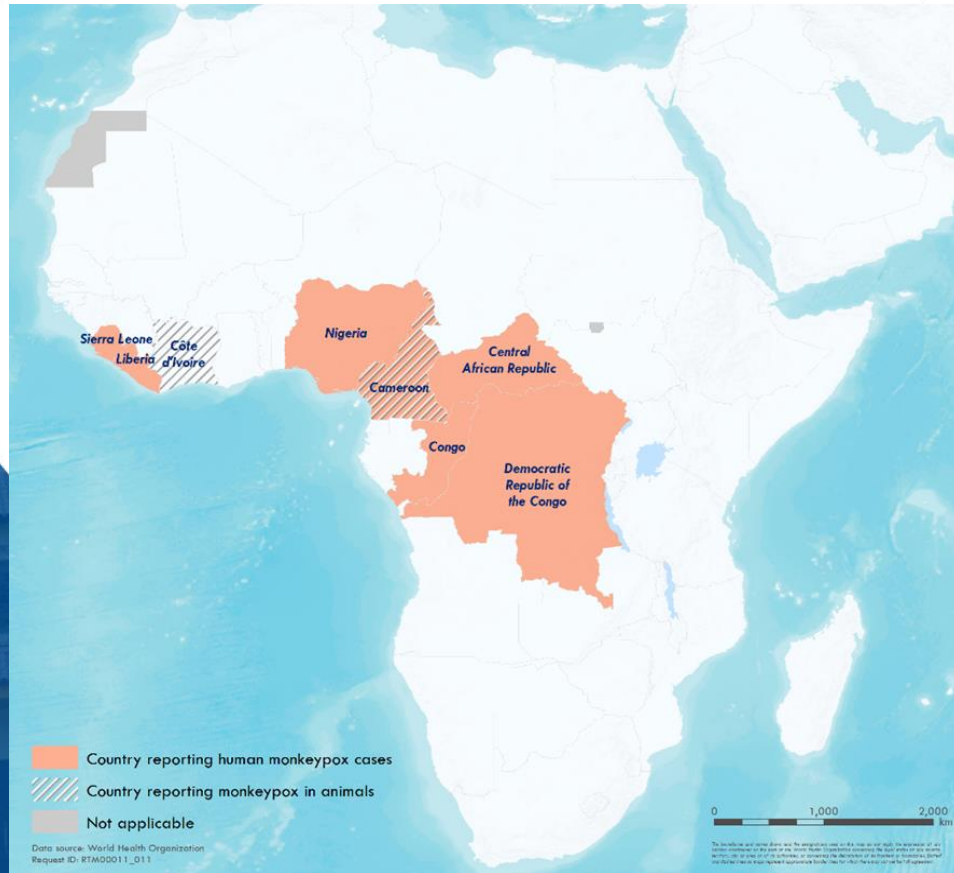 Sierra Leone
Liberia
Côte
d'Ivoire
Nigeria
Cameroon
Central
African Republic
Congo
Democratic
Republic of
the Congo
Country reporting human monkeypox cases
Country reporting monkeypox in animals
Not applicable
Data source: World Health Organization
Request ID: RTM00011_011
0 1,000 2,000
km